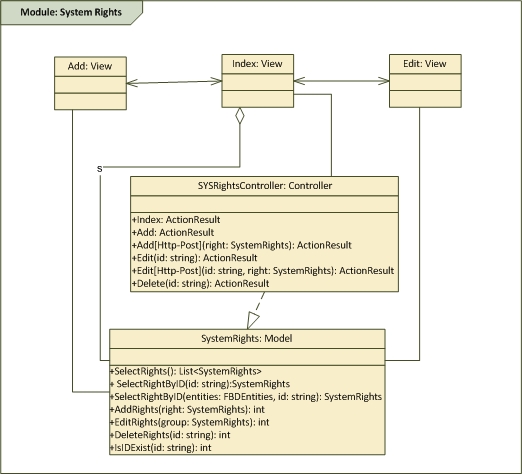 Module: System Rights
Add: View
Index: View
Edit: View
s
SYSRightsController: Controller
+Index: ActionResult
+Add: ActionResult
+Add[Http-Post](right: SystemRights): ActionResult
+Edit(id: string): ActionResult
+Edit[Http-Post](id: string, right: SystemRights): ActionResult
+Delete(id: string): ActionResult
SystemRights: Model
+SelectRights(): List<SystemRights>
+ SelectRightByID(id: string):SystemRights
+SelectRightByID(entities: FBDEntities, id: string): SystemRights
+AddRights(right: SystemRights): int
+EditRights(group: SystemRights): int
+DeleteRights(id: string): int
+IsIDExist(id: string): int